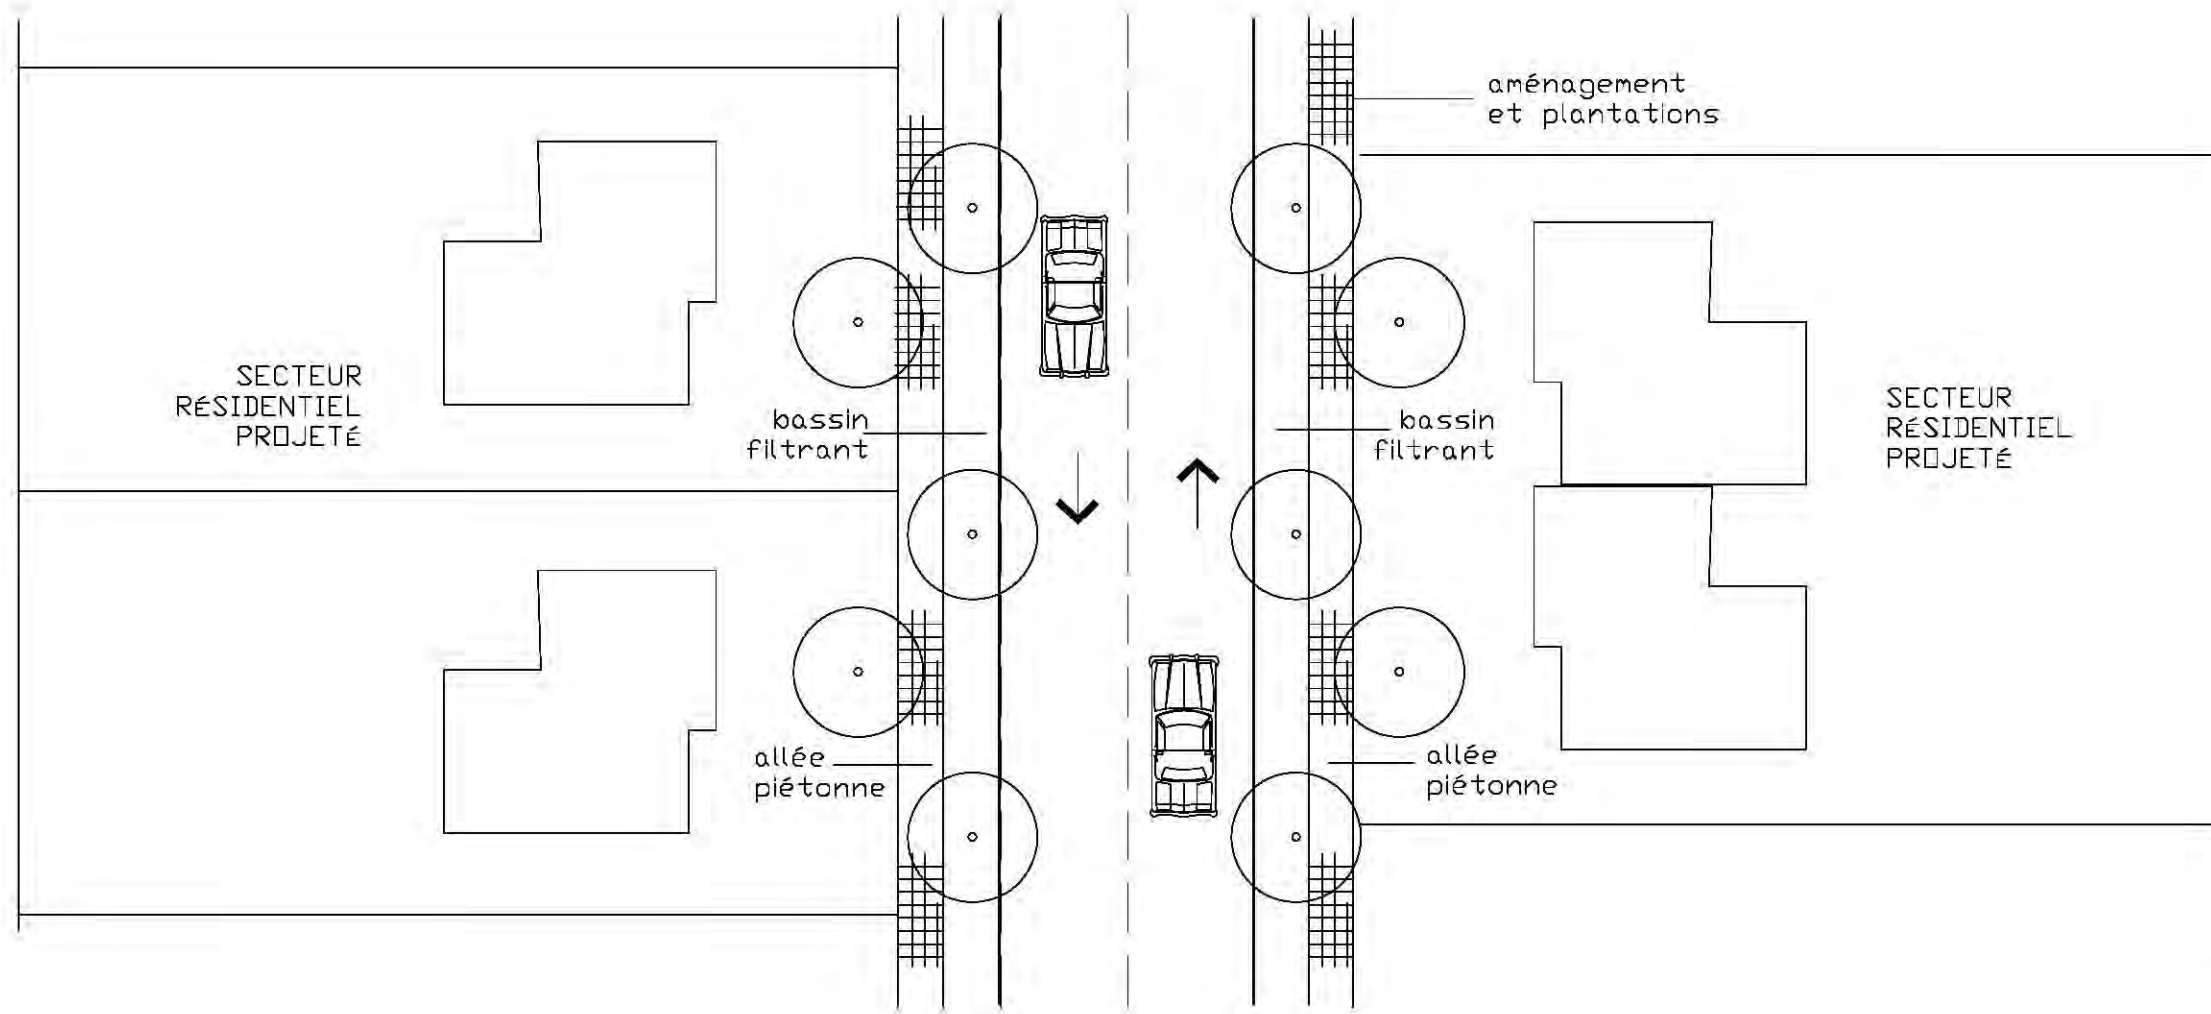 aménagement
et plantations
SECTEUR
RÉSIDENTIEL
PROJETÉ
bassin
filtrant
bassin
filtrant
SECTEUR
RÉSIDENTIEL
PROJETÉ
allée
piétonne
allée
piétonne